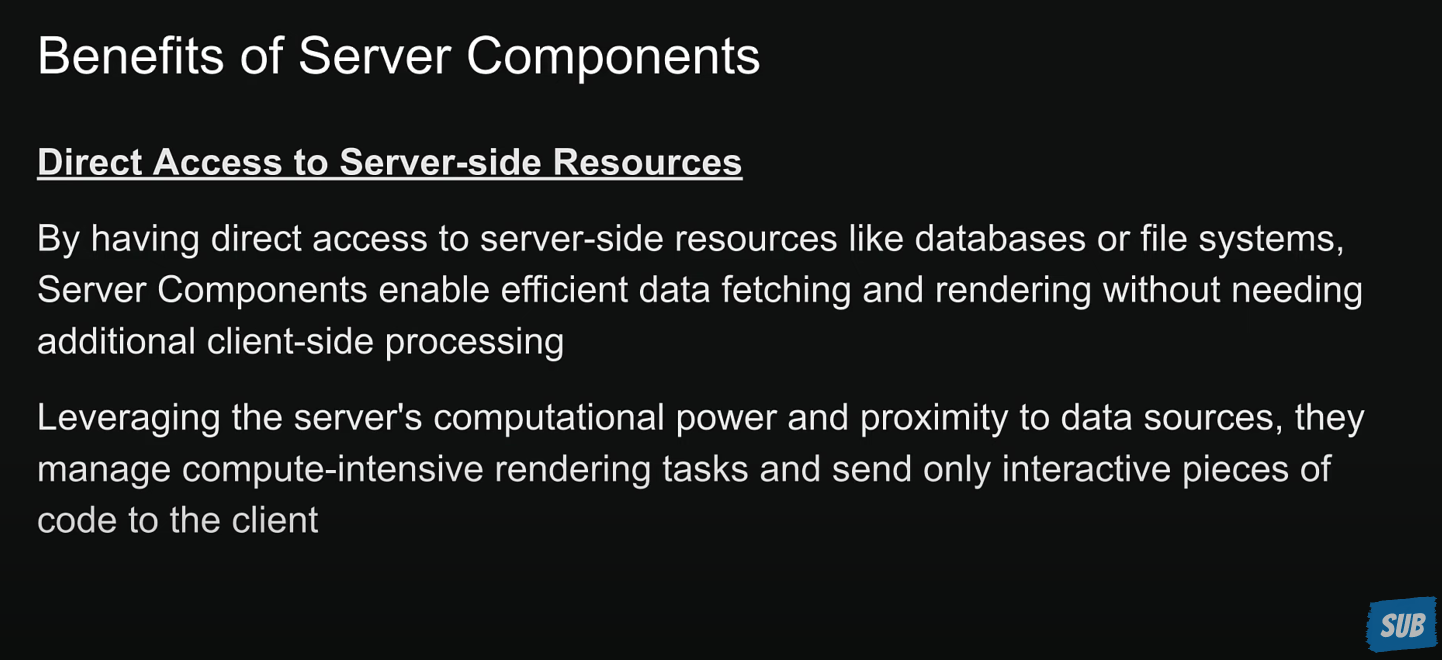 Benefits of Server Components
Direct Access to Server-side Resources
By having direct access to server-side resources like databases or file systems,
Server Components enable efficient data fetching and rendering without needing
additional client-side processing
Leveraging the server's computational power and proximity to data sources, they
manage compute-intensive rendering tasks and send only interactive pieces of
code to the client
SUB